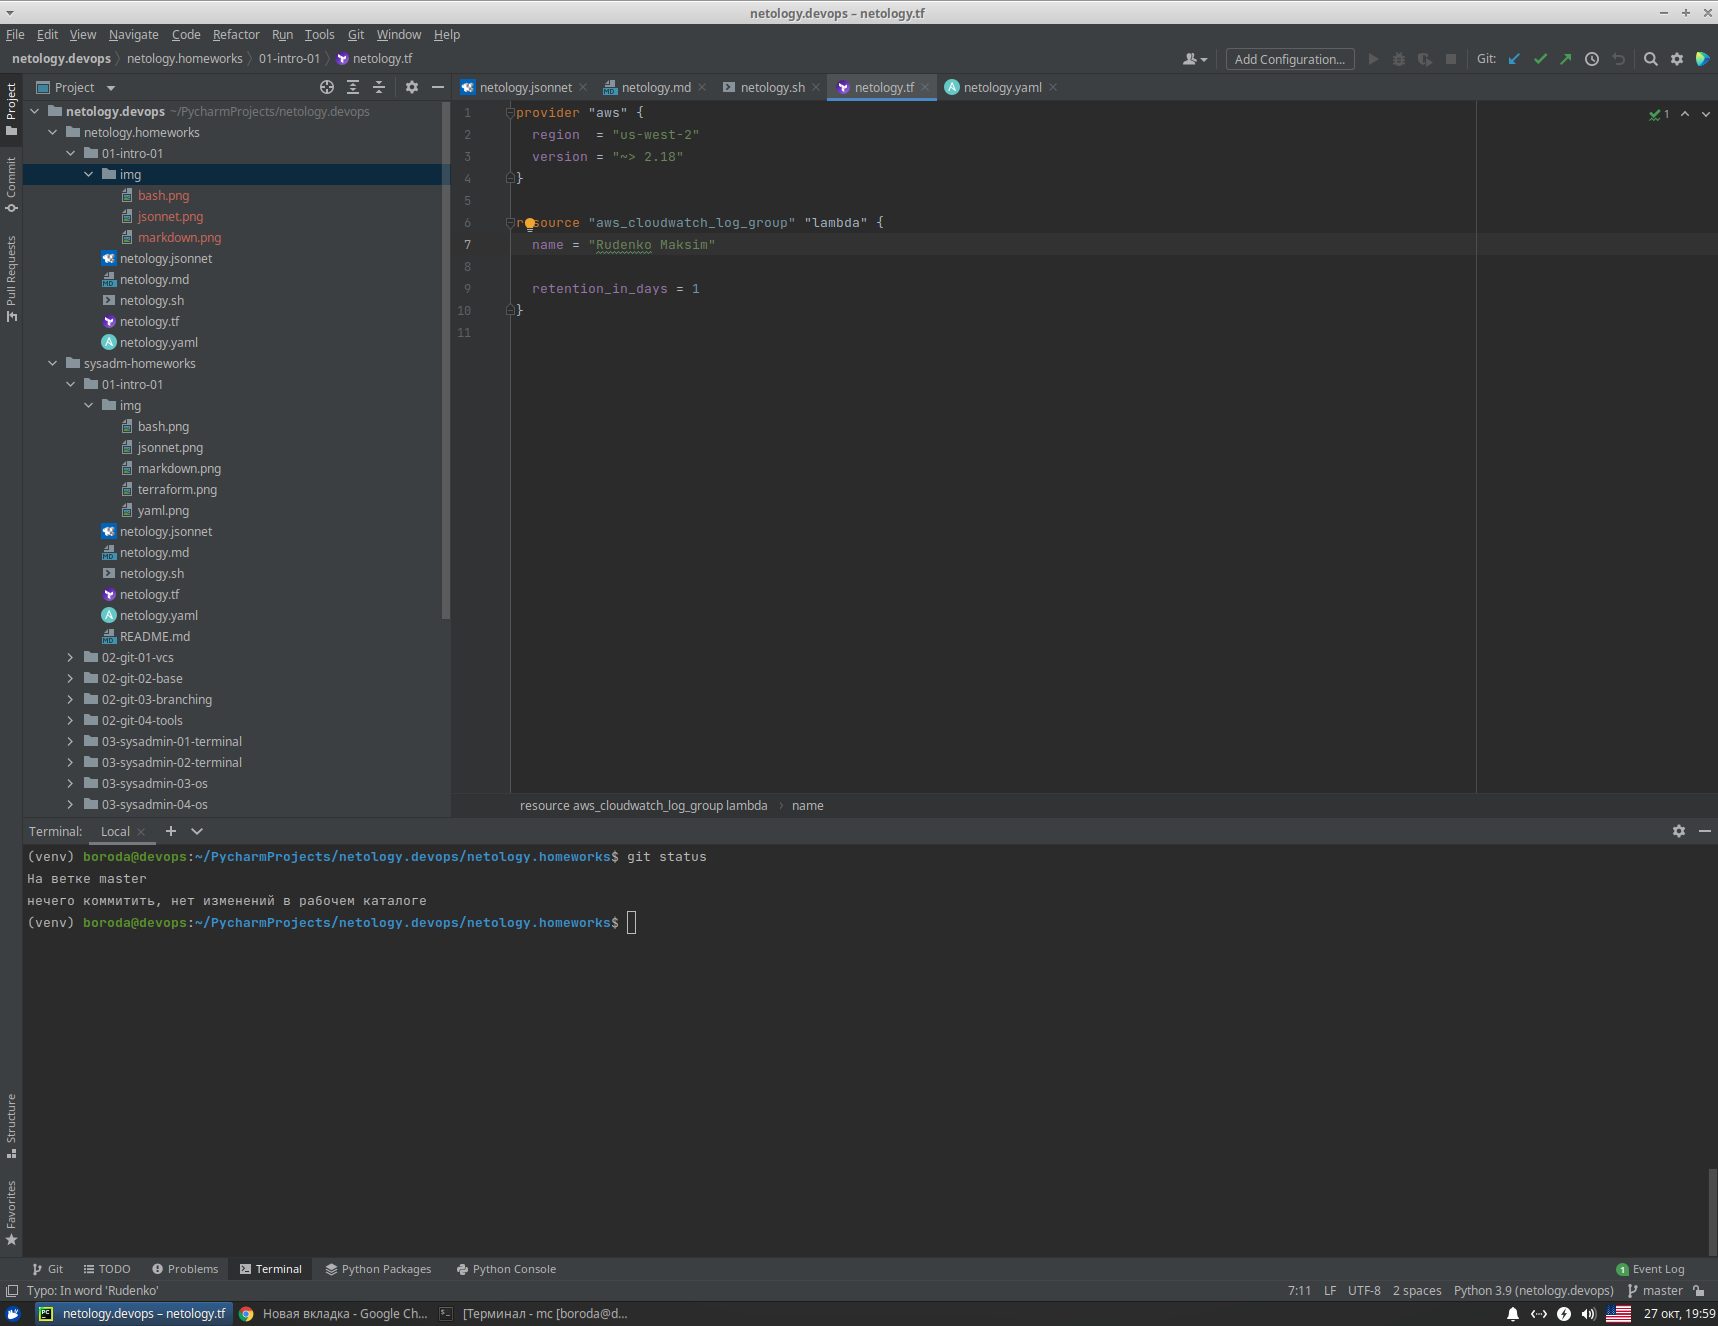 netology.devops – netology.tf
File Edit View Navigate Code Refactor Run Tools Git Window Help
netology.devops netology.homeworks 01-intro-01 netology.tf
Add Configuration... Git:
Project
netology.jsonnet netology.md netology.sh netology.tf netology.yaml
netology.devops ~/PycharmProjects/netology.devops
netology.homeworks
01-intro-01
img
bash.png
jsonnet.png
markdown.png
netology.jsonnet
netology.md
netology.sh
netology.tf
netology.yaml
sysadm-homeworks
01-intro-01
img
bash.png
jsonnet.png
markdown.png
terraform.png
yaml.png
netology.jsonnet
netology.md
netology.sh
netology.tf
netology.yaml
README.md
02-git-01-vcs
02-git-02-base
02-git-03-branching
02-git-04-tools
03-sysadmin-01-terminal
03-sysadmin-02-terminal
03-sysadmin-03-os
03-sysadmin-04-os
Project
Commit
Pull Requests
Structure
Favorites
1 provider "aws" {
2 region  = "us-west-2"
3 version = "~> 2.18"
4 }
5
6 resource "aws_cloudwatch_log_group" "lambda" {
7 name = "Rudenko Maksim"
8
9 retention_in_days = 1
10 }
11
1
resource aws_cloudwatch_log_group lambda name
Terminal: Local
(venv) boroda@devops:~/PycharmProjects/netology.devops/netology.homeworks$ git status
На ветке master
нечего коммитить, нет изменений в рабочем каталоге
(venv) boroda@devops:~/PycharmProjects/netology.devops/netology.homeworks$
Git TODO Problems Terminal Python Packages Python Console 1 Event Log
Typo: In word 'Rudenko' 7:11 LF UTF-8 2 spaces Python 3.9 (netology.devops) master
PC netology.devops – netology.tf Новая вкладка - Google Ch... [Терминал - mc [boroda@d... 27 окт, 19:59